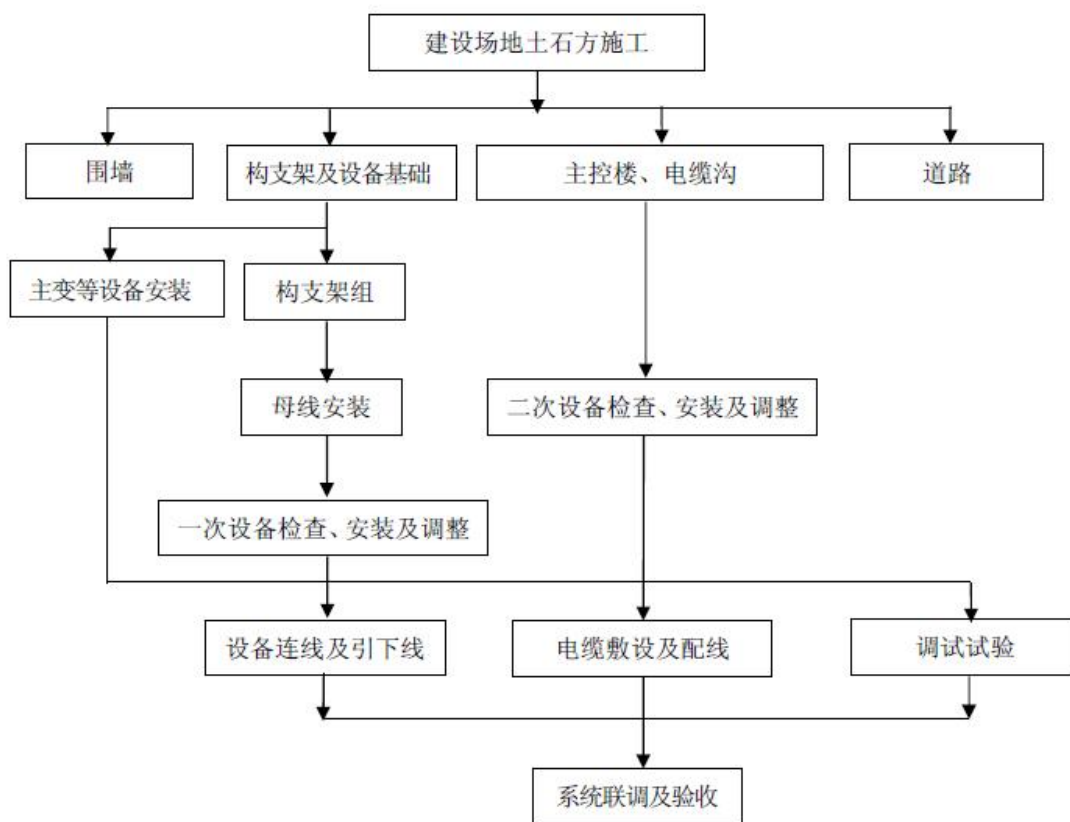 建设场地土石方施工
围墙
构支架及设备基础
主控楼、电缆沟
道路
主变等设备安装
构支架组
母线安装
二次设备检查、安装及调整
一次设备检查、安装及调整
设备连线及引下线
电缆敷设及配线
调试试验
系统联调及验收